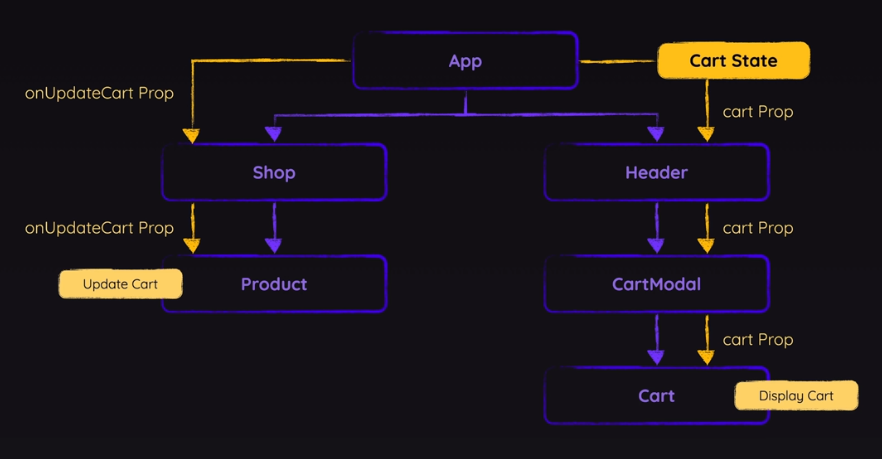 App
Cart State
onUpdateCart Prop
cart Prop
Shop
Header
onUpdateCart Prop
cart Prop
Update Cart
Product
CartModal
cart Prop
Cart
Display Cart